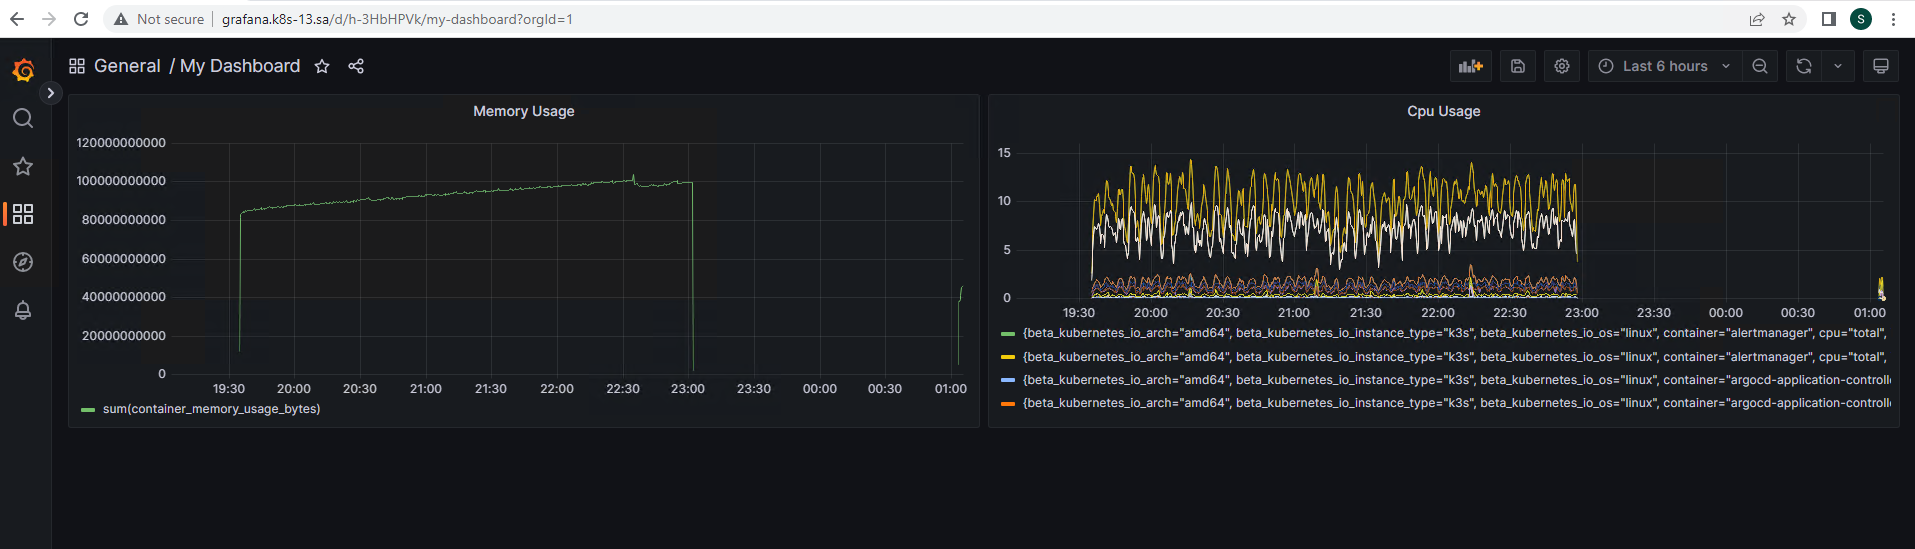 Not secure | grafana.k8s-13.sa/d/h-3HbHPVk/my-dashboard?orgId=1
S
General / My Dashboard
Last 6 hours
Memory Usage
120000000000
100000000000
80000000000
60000000000
40000000000
20000000000
0
19:30 20:00 20:30 21:00 21:30 22:00 22:30 23:00 23:30 00:00 00:30 01:00
sum(container_memory_usage_bytes)
Cpu Usage
15
10
5
0
19:30 20:00 20:30 21:00 21:30 22:00 22:30 23:00 23:30 00:00 00:30 01:00
{beta_kubernetes_io_arch="amd64", beta_kubernetes_io_instance_type="k3s", beta_kubernetes_io_os="linux", container="alertmanager", cpu="total",
{beta_kubernetes_io_arch="amd64", beta_kubernetes_io_instance_type="k3s", beta_kubernetes_io_os="linux", container="alertmanager", cpu="total",
{beta_kubernetes_io_arch="amd64", beta_kubernetes_io_instance_type="k3s", beta_kubernetes_io_os="linux", container="argocd-application-controll
{beta_kubernetes_io_arch="amd64", beta_kubernetes_io_instance_type="k3s", beta_kubernetes_io_os="linux", container="argocd-application-controll